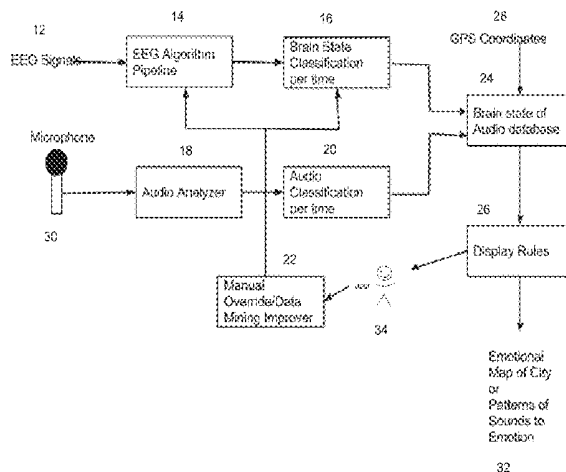 12
14
16
28
EEG Signals
EEG Algorithm
Pipeline
Brain State
Classification
per time
GPS Coordinates
24
Brain state of
Audio database
Microphone
18
20
Audio Analyzer
Audio
Classification
per time
30
26
Display Rules
22
Manual
Override/Data
Mining Improver
34
Emotional
Map of City
or
Patterns of
Sounds to
Emotion
32